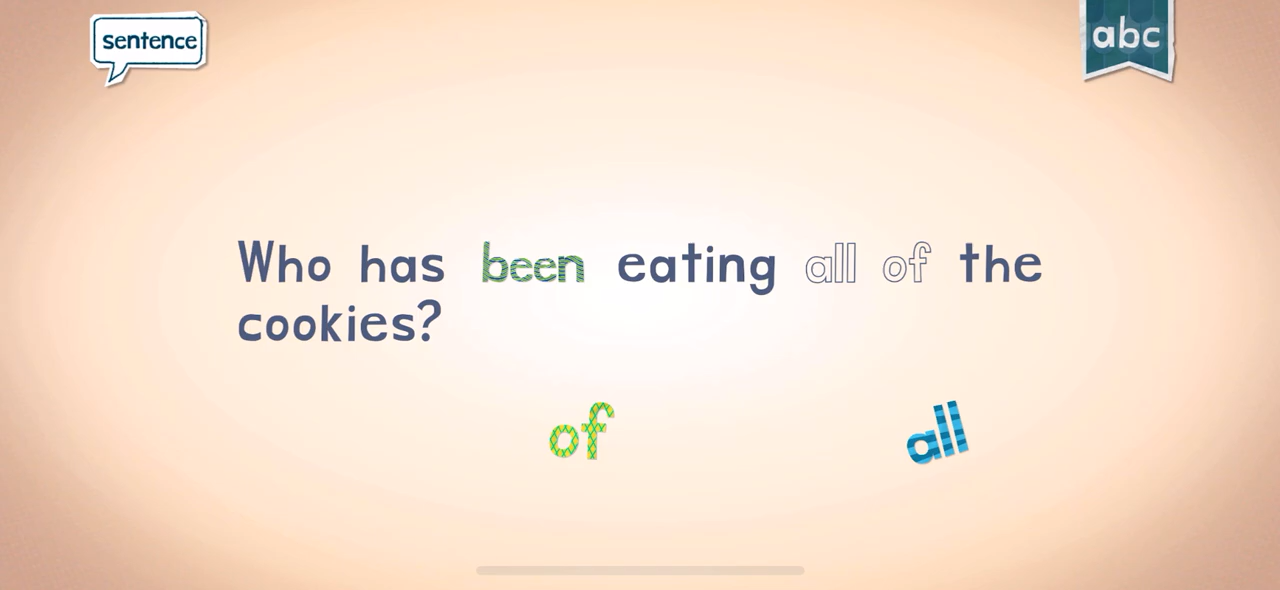 sentence
abc
Who has been eating all of the
cookies?
of
all